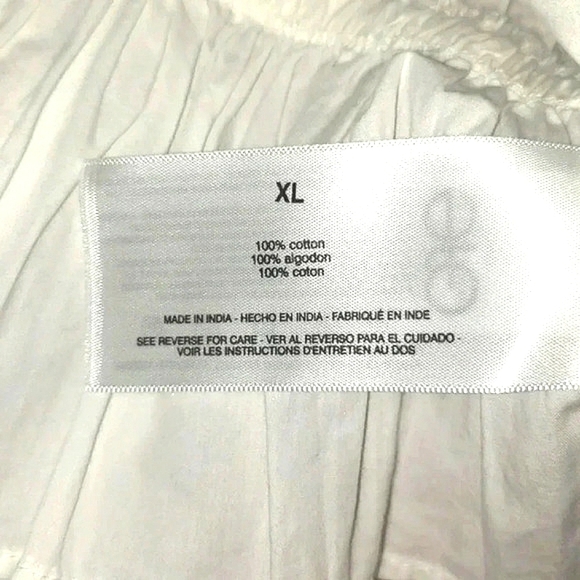 XL
100% cotton
100% algodon
100% coton
MADE IN INDIA - HECHO EN INDIA - FABRIQUÉ EN INDE
SEE REVERSE FOR CARE - VER AL REVERSO PARA EL CUIDADO -
VOIR LES INSTRUCTIONS D'ENTRETIEN AU DOS